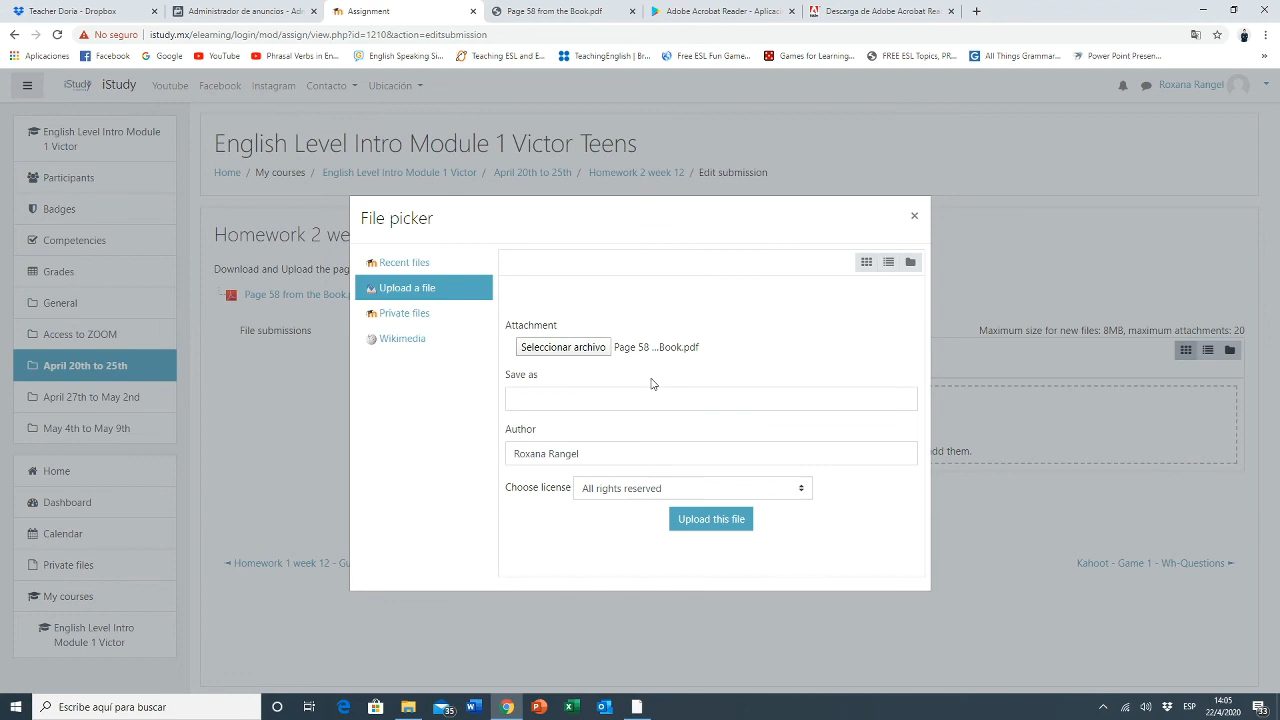 Teacher Doria - Dropbox
Administrador de anuncios - Adm
Assignment
Page 58 from the Book.pdf
Adobe Acrobat Reader - Aplicacio
Descarga de Adobe Acrobat Reade
No seguro
istudy.mx/elearning/login/mod/assign/view.php?id=1210&action=editsubmission
Aplicaciones
Facebook
Google
YouTube
Phrasal Verbs in En...
English Speaking Si...
Teaching ESL and E...
TeachingEnglish | B...
Free ESL Fun Game...
Games for Learning...
FREE ESL Topics, PR...
All Things Grammar...
Power Point Presen...
iStudy
iStudy
Youtube
Facebook
Instagram
Contacto
Ubicación
Roxana Rangel
English Level Intro Module
1 Victor
Participants
Badges
Competencies
Grades
General
Access to ZOOM
April 20th to 25th
April 27th to May 2nd
May 4th to May 9th
Home
Dashboard
Calendar
Private files
My courses
English Level Intro
Module 1 Victor
English Level Intro Module 1 Victor Teens
Home / My courses / English Level Intro Module 1 Victor / April 20th to 25th / Homework 2 week 12 / Edit submission
Homework 2 we
Download and Upload the pag
Page 58 from the Book.p
File submissions
Maximum size for new files: 8MB, maximum attachments: 20
add them.
◄ Homework 1 week 12 - Gu
Kahoot - Game 1 - Wh-Questions ►
File picker
×
Recent files
Upload a file
Private files
Wikimedia
Attachment
Seleccionar archivo Page 58 ...Book.pdf
Save as
Author
Roxana Rangel
Choose license All rights reserved
Upload this file
Escribe aquí para buscar
35
ESP
14:05
22/4/2020
23